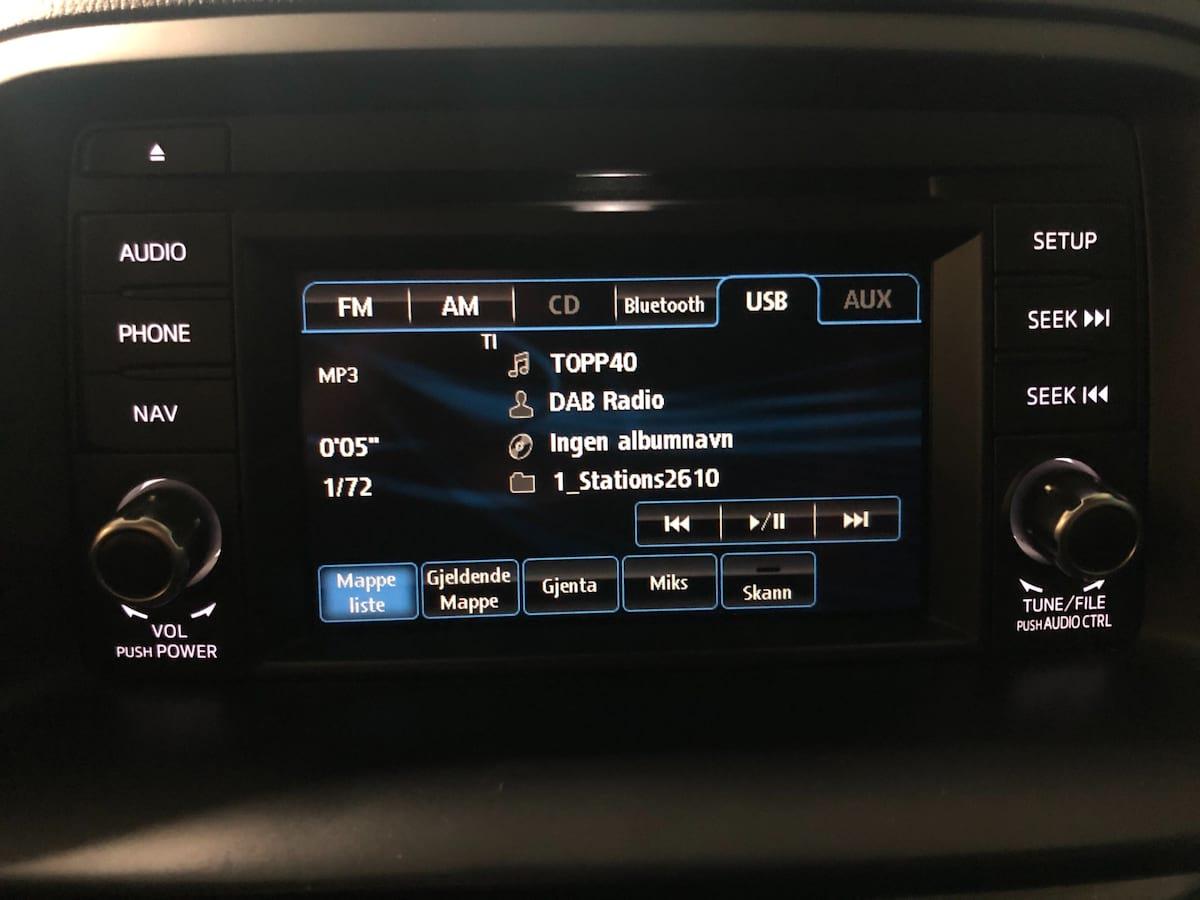 AUDIO
PHONE
NAV
VOL
PUSH POWER
FM AM CD Bluetooth USB AUX
TI
MP3
TOPP40
DAB Radio
0'05"
Ingen albumnavn
1/72
1_Stations2610
Mappe
liste
Gjeldende
Mappe
Gjenta
Miks
Skann
SETUP
SEEK
SEEK
TUNE/FILE
PUSH AUDIO CTRL